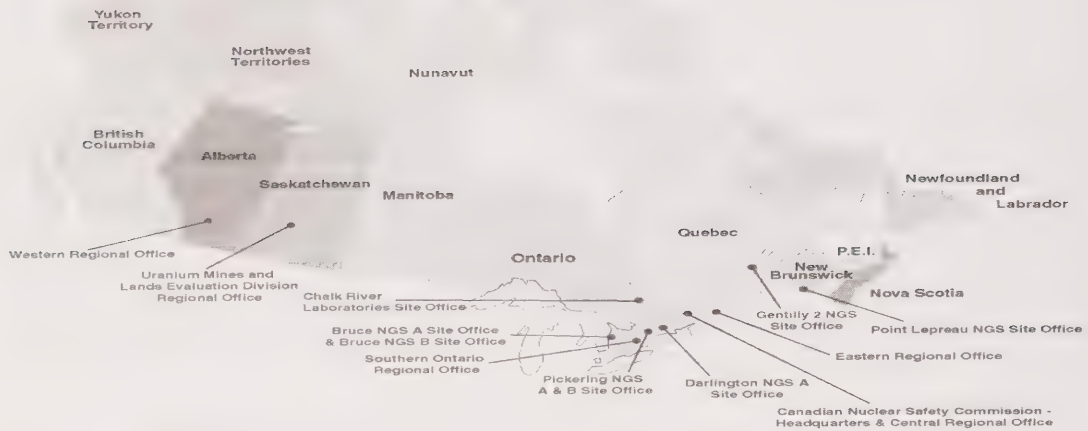 Yukon
Territory
Northwest
Territories
Nunavut
British
Columbia
Alberta
Saskatchewan
Manitoba
Newfoundland
and
Labrador
Quebec
P.E.I.
Ontario
New
Brunswick
Nova Scotia
Western Regional Office
Uranium Mines and
Lands Evaluation Division
Regional Office
Chalk River
Laboratories Site Office
Bruce NGS A Site Office
& Bruce NGS B Site Office
Southern Ontario
Regional Office
Pickering NGS
A & B Site Office
Darlington NGS A
Site Office
Gentilly 2 NGS
Site Office
Point Lepreau NGS Site Office
Eastern Regional Office
Canadian Nuclear Safety Commission -
Headquarters & Central Regional Office